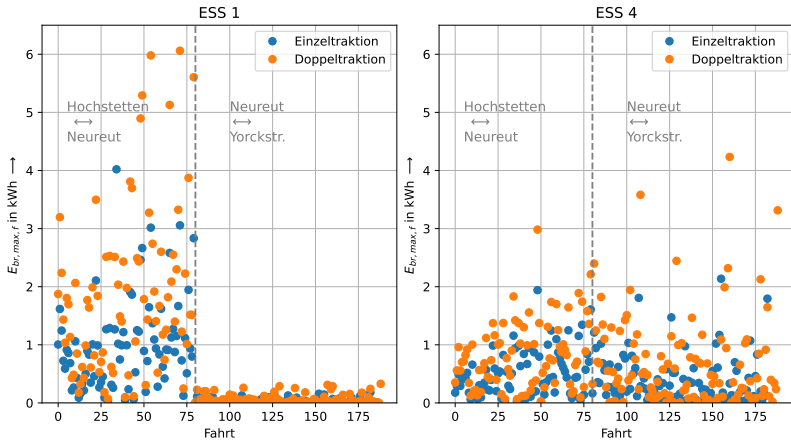 ESS 1
Einzeltraktion
Doppeltraktion
Hochstetten
⟷
Neureut
Neureut
⟷
Yorckstr.
E_{br,max,f} in kWh ⟶
6
5
4
3
2
1
0
0 25 50 75 100 125 150 175
Fahrt
ESS 4
Einzeltraktion
Doppeltraktion
Hochstetten
⟷
Neureut
Neureut
⟷
Yorckstr.
E_{br,max,f} in kWh ⟶
6
5
4
3
2
1
0
0 25 50 75 100 125 150 175
Fahrt